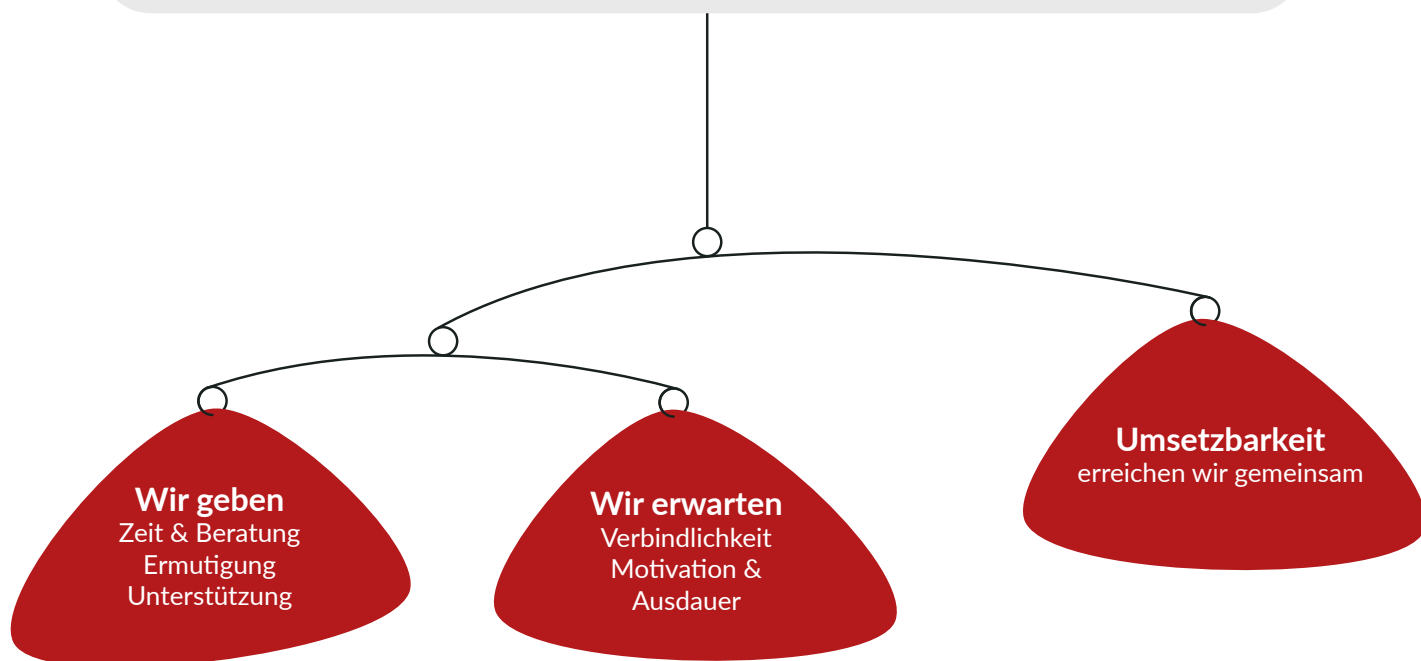 Wir geben
Zeit & Beratung
Ermutigung
Unterstützung
Wir erwarten
Verbindlichkeit
Motivation &
Ausdauer
Umsetzbarkeit
erreichen wir gemeinsam